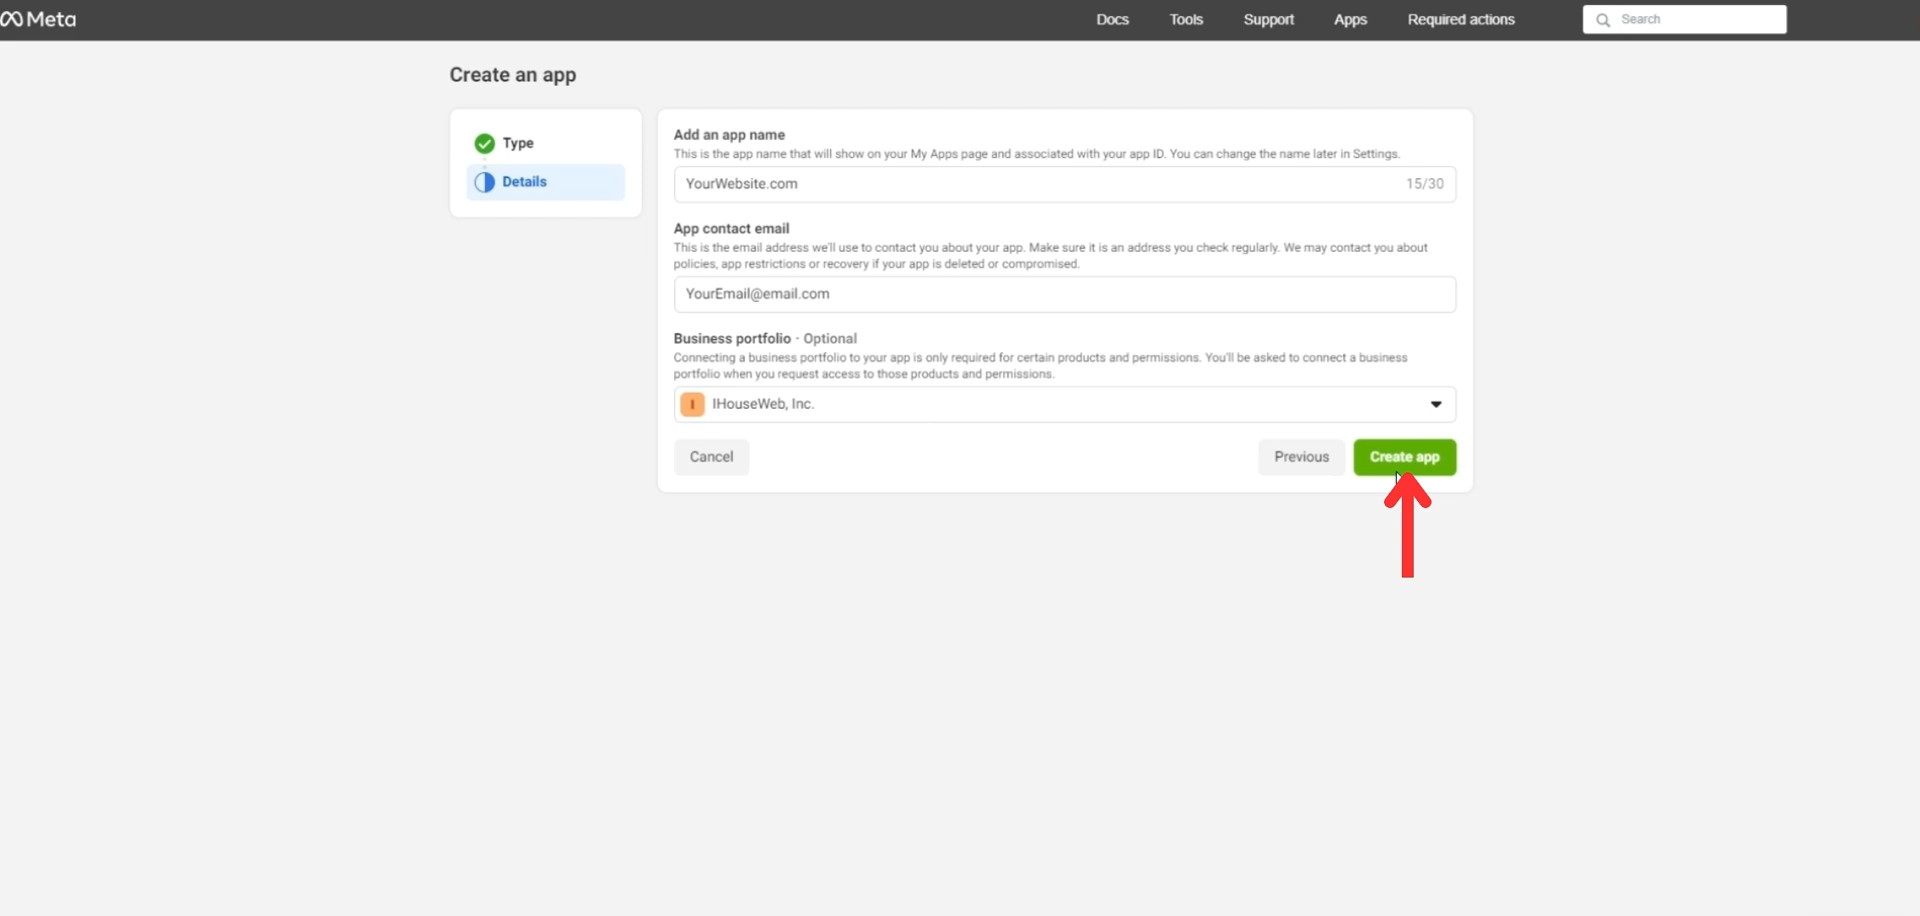 Meta
Docs
Tools
Support
Apps
Required actions
Search
Create an app
Type
Details
Add an app name
This is the app name that will show on your My Apps page and associated with your app ID. You can change the name later in Settings.
YourWebsite.com
15/30
App contact email
This is the email address we'll use to contact you about your app. Make sure it is an address you check regularly. We may contact you about
policies, app restrictions or recovery if your app is deleted or compromised.
YourEmail@email.com
Business portfolio · Optional
Connecting a business portfolio to your app is only required for certain products and permissions. You'll be asked to connect a business
portfolio when you request access to those products and permissions.
I
IHouseWeb, Inc.
Cancel
Previous
Create app